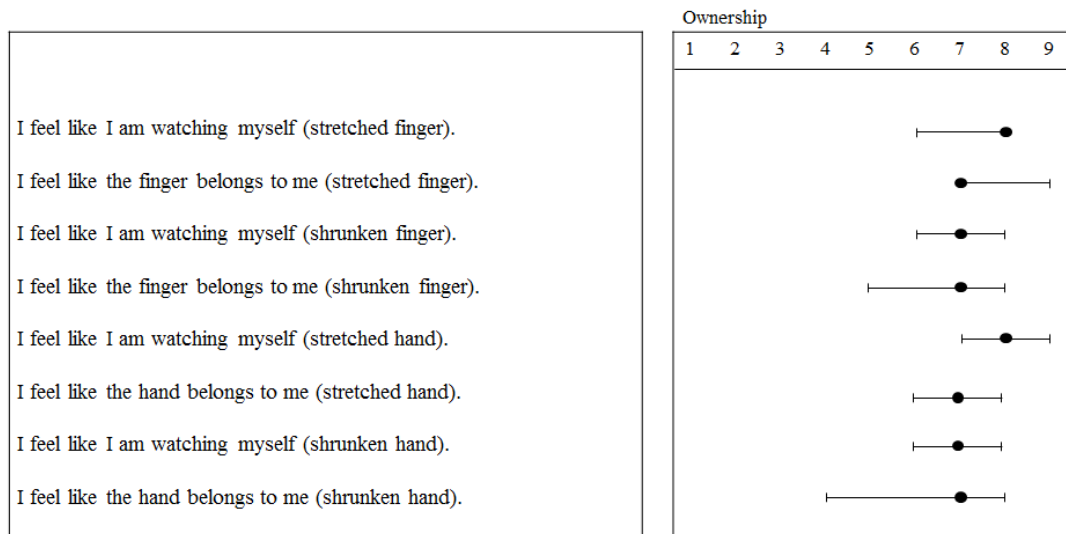 Ownership
1 2 3 4 5 6 7 8 9
I feel like I am watching myself (stretched finger).
I feel like the finger belongs to me (stretched finger).
I feel like I am watching myself (shrunken finger).
I feel like the finger belongs to me (shrunken finger).
I feel like I am watching myself (stretched hand).
I feel like the hand belongs to me (stretched hand).
I feel like I am watching myself (shrunken hand).
I feel like the hand belongs to me (shrunken hand).